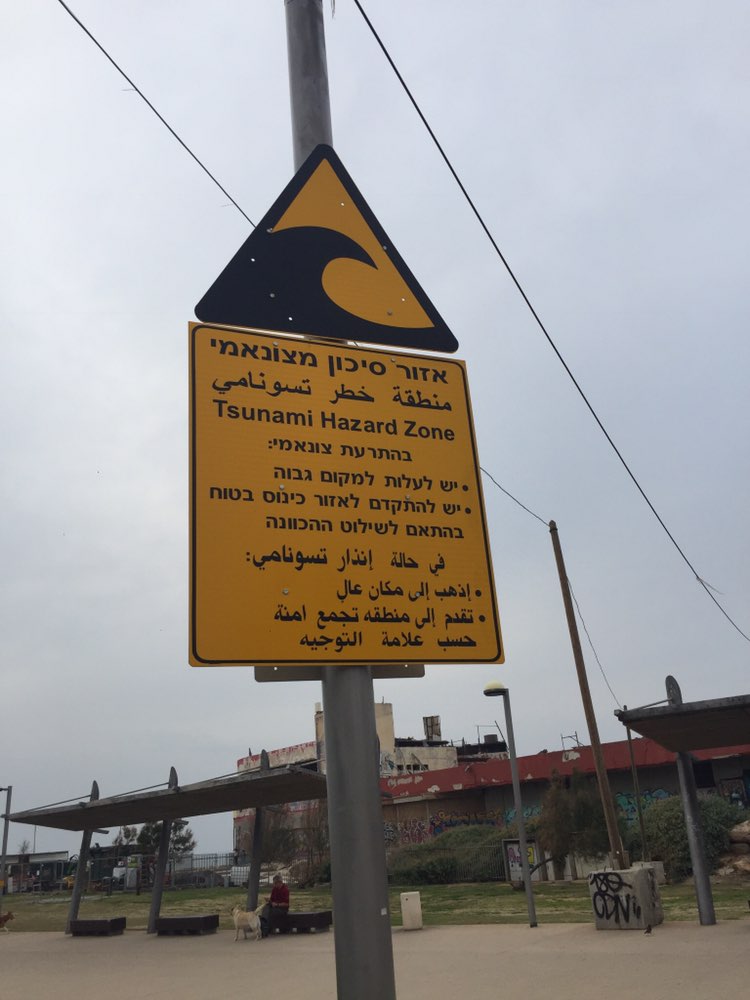 אזור סיכון מצונאמי
منطقة خطر تسونامي
Tsunami Hazard Zone
בהתרעת צונאמי:
• יש לעלות למקום גבוה
• יש להתקדם לאזור כינוס בטוח
בהתאם לשילוט ההכוונה
في حالة إنذار تسونامي:
• إذهب إلى مكان عالٍ
• تقدم إلى منطقه تجمع امنة
حسب علامة التوجيه